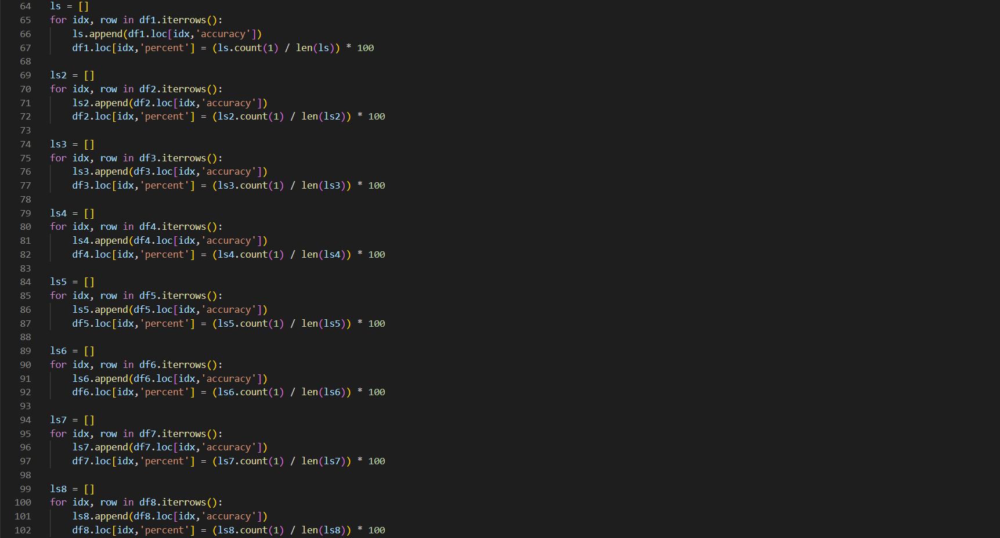 64 ls = []
65 for idx, row in df1.iterrows():
66     ls.append(df1.loc[idx,'accuracy'])
67     df1.loc[idx,'percent'] = (ls.count(1) / len(ls)) * 100
68
69 ls2 = []
70 for idx, row in df2.iterrows():
71     ls2.append(df2.loc[idx,'accuracy'])
72     df2.loc[idx,'percent'] = (ls2.count(1) / len(ls2)) * 100
73
74 ls3 = []
75 for idx, row in df3.iterrows():
76     ls3.append(df3.loc[idx,'accuracy'])
77     df3.loc[idx,'percent'] = (ls3.count(1) / len(ls3)) * 100
78
79 ls4 = []
80 for idx, row in df4.iterrows():
81     ls4.append(df4.loc[idx,'accuracy'])
82     df4.loc[idx,'percent'] = (ls4.count(1) / len(ls4)) * 100
83
84 ls5 = []
85 for idx, row in df5.iterrows():
86     ls5.append(df5.loc[idx,'accuracy'])
87     df5.loc[idx,'percent'] = (ls5.count(1) / len(ls5)) * 100
88
89 ls6 = []
90 for idx, row in df6.iterrows():
91     ls6.append(df6.loc[idx,'accuracy'])
92     df6.loc[idx,'percent'] = (ls6.count(1) / len(ls6)) * 100
93
94 ls7 = []
95 for idx, row in df7.iterrows():
96     ls7.append(df7.loc[idx,'accuracy'])
97     df7.loc[idx,'percent'] = (ls7.count(1) / len(ls7)) * 100
98
99 ls8 = []
100 for idx, row in df8.iterrows():
101     ls8.append(df8.loc[idx,'accuracy'])
102     df8.loc[idx,'percent'] = (ls8.count(1) / len(ls8)) * 100